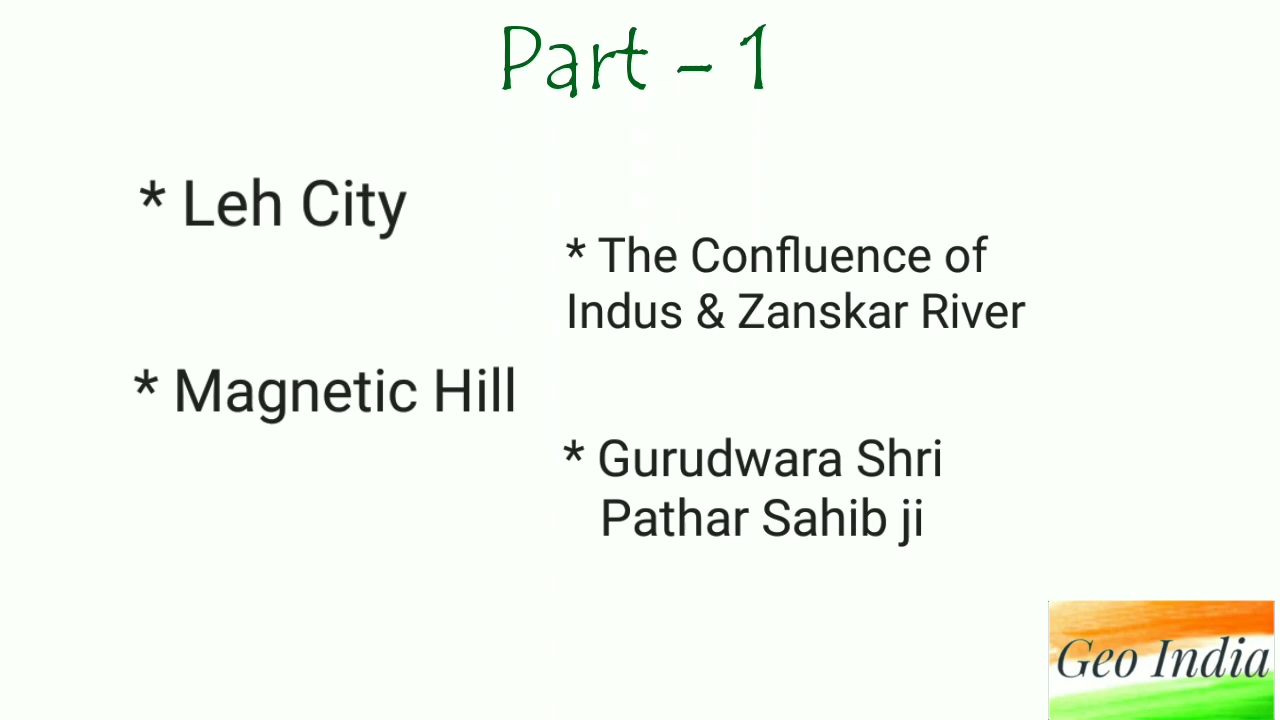 Part - 1
* Leh City
* The Confluence of
Indus & Zanskar River
* Magnetic Hill
* Gurudwara Shri
Pathar Sahib ji
Geo India